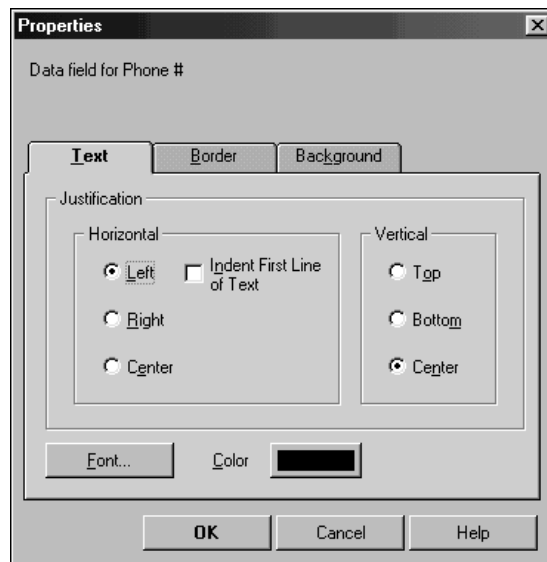 Properties
Data field for Phone #
Text Border Background
Justification
Horizontal Vertical
Left Indent First Line of Text Top
Right Bottom
Center Center
Font... Color
OK Cancel Help